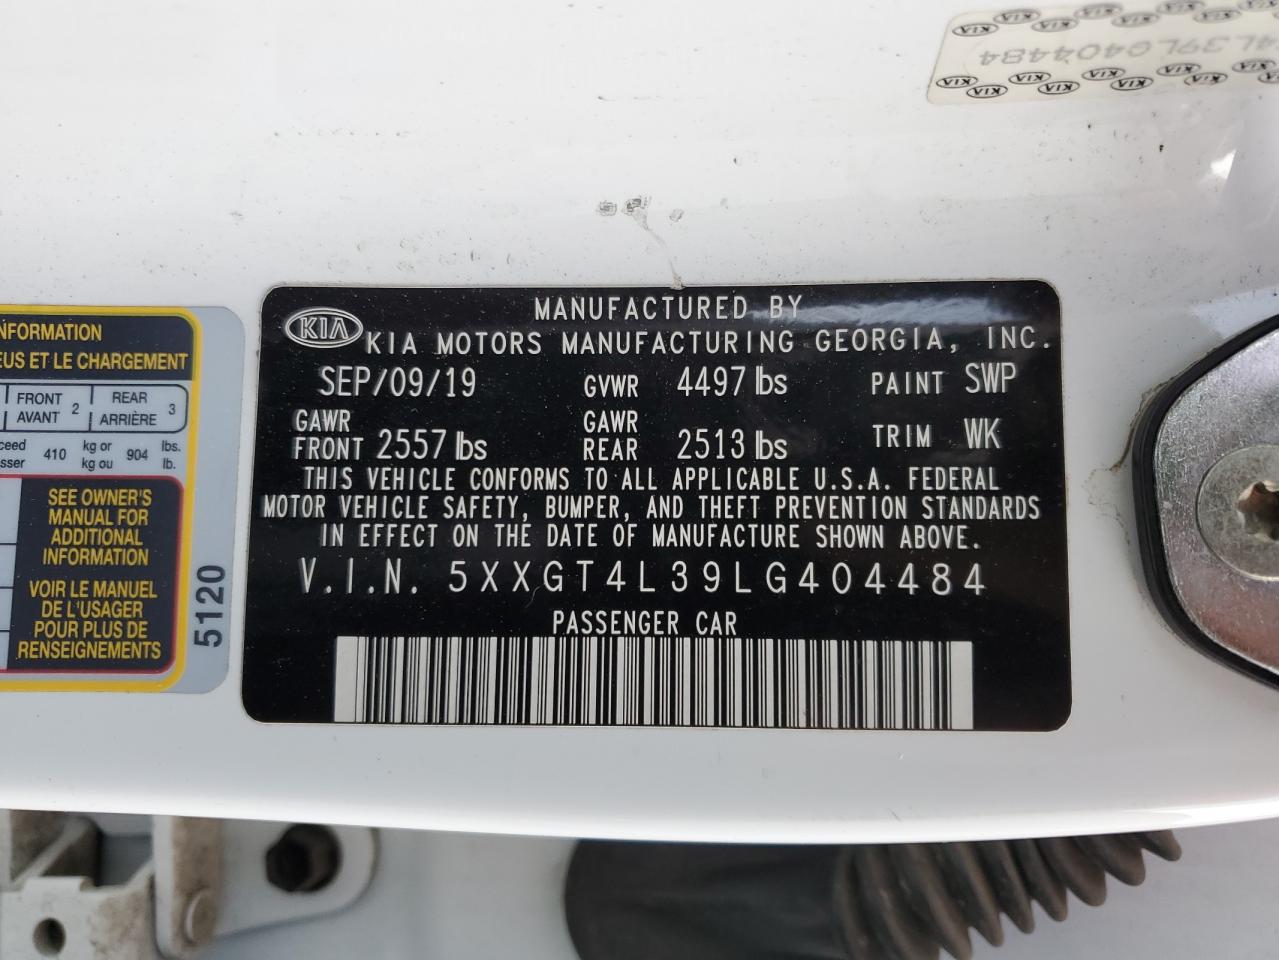 4L39LG404484
MANUFACTURED BY
KIA KIA MOTORS MANUFACTURING GEORGIA, INC.
SEP/09/19 GVWR 4497 lbs PAINT SWP
GAWR FRONT 2557 lbs GAWR REAR 2513 lbs TRIM WK
THIS VEHICLE CONFORMS TO ALL APPLICABLE U.S.A. FEDERAL
MOTOR VEHICLE SAFETY, BUMPER, AND THEFT PREVENTION STANDARDS
IN EFFECT ON THE DATE OF MANUFACTURE SHOWN ABOVE.
V.I.N. 5XXGT4L39LG404484
PASSENGER CAR
INFORMATION
ET LE CHARGEMENT
FRONT AVANT 2 REAR ARRIÈRE 3
410 kg or kg ou 904 lbs. lb.
SEE OWNER'S
MANUAL FOR
ADDITIONAL
INFORMATION
VOIR LE MANUEL
DE L'USAGER
POUR PLUS DE
RENSEIGNEMENTS
5120